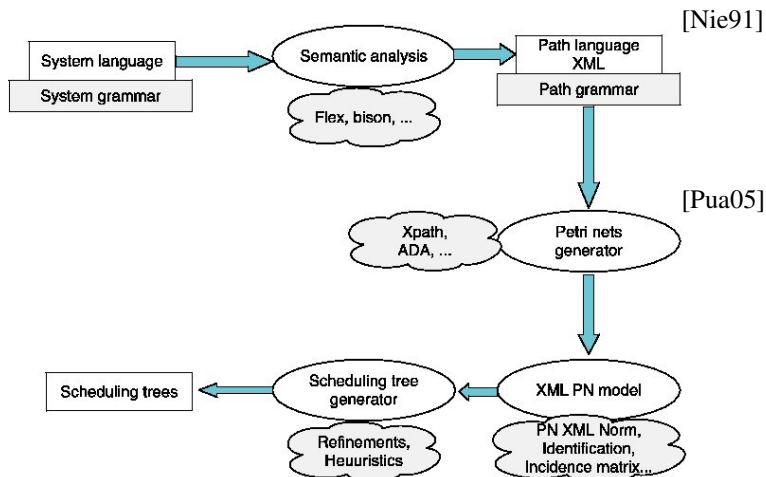 [Nie91]
System language
System grammar
Semantic analysis
Flex, bison, ...
Path language
XML
Path grammar
[Pua05]
Xpath,
ADA, ...
Petri nets
generator
Scheduling trees
Scheduling tree
generator
Refinements,
Heuuristics
XML PN model
PN XML Norm,
Identification,
Incidence matrix...